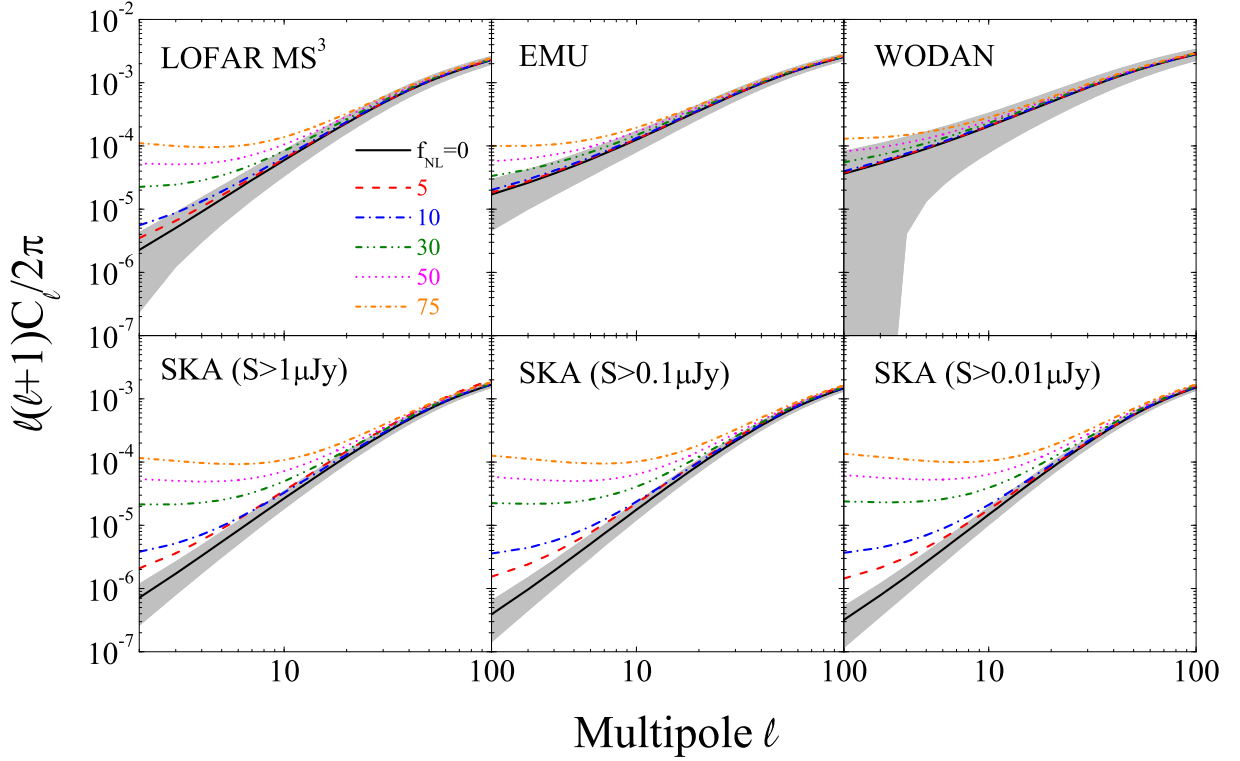 10⁻²
10⁻³
10⁻⁴
10⁻⁵
10⁻⁶
10⁻⁷
LOFAR MS³
EMU
WODAN
f_NL=0
5
10
30
50
75
ℓ(ℓ+1)C_ℓ/2π
10⁻³
10⁻⁴
10⁻⁵
10⁻⁶
10⁻⁷
SKA (S>1μJy)
SKA (S>0.1μJy)
SKA (S>0.01μJy)
10 100 10 100 10 100
Multipole ℓ